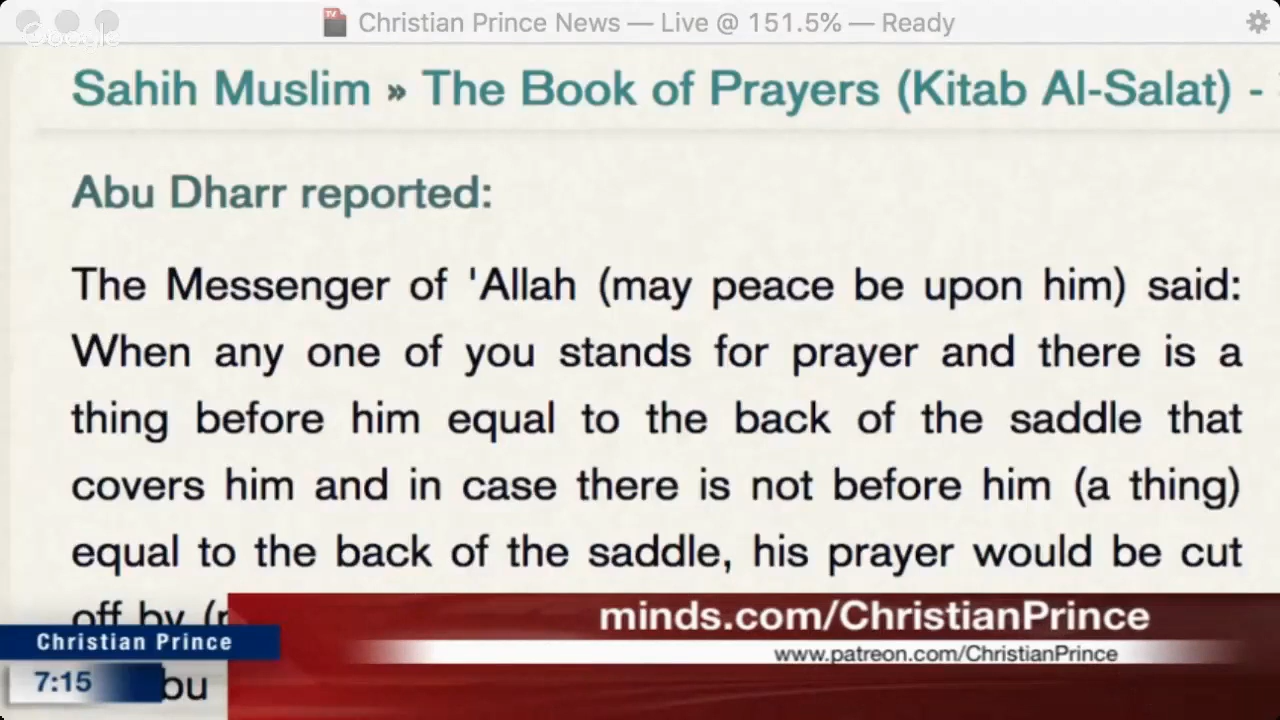 Christian Prince News — Live @ 151.5% — Ready
Google
Sahih Muslim » The Book of Prayers (Kitab Al-Salat) -
Abu Dharr reported:
The Messenger of 'Allah (may peace be upon him) said:
When any one of you stands for prayer and there is a
thing before him equal to the back of the saddle that
covers him and in case there is not before him (a thing)
equal to the back of the saddle, his prayer would be cut
off by
minds.com/ChristianPrince
Christian Prince
www.patreon.com/ChristianPrince
7:15